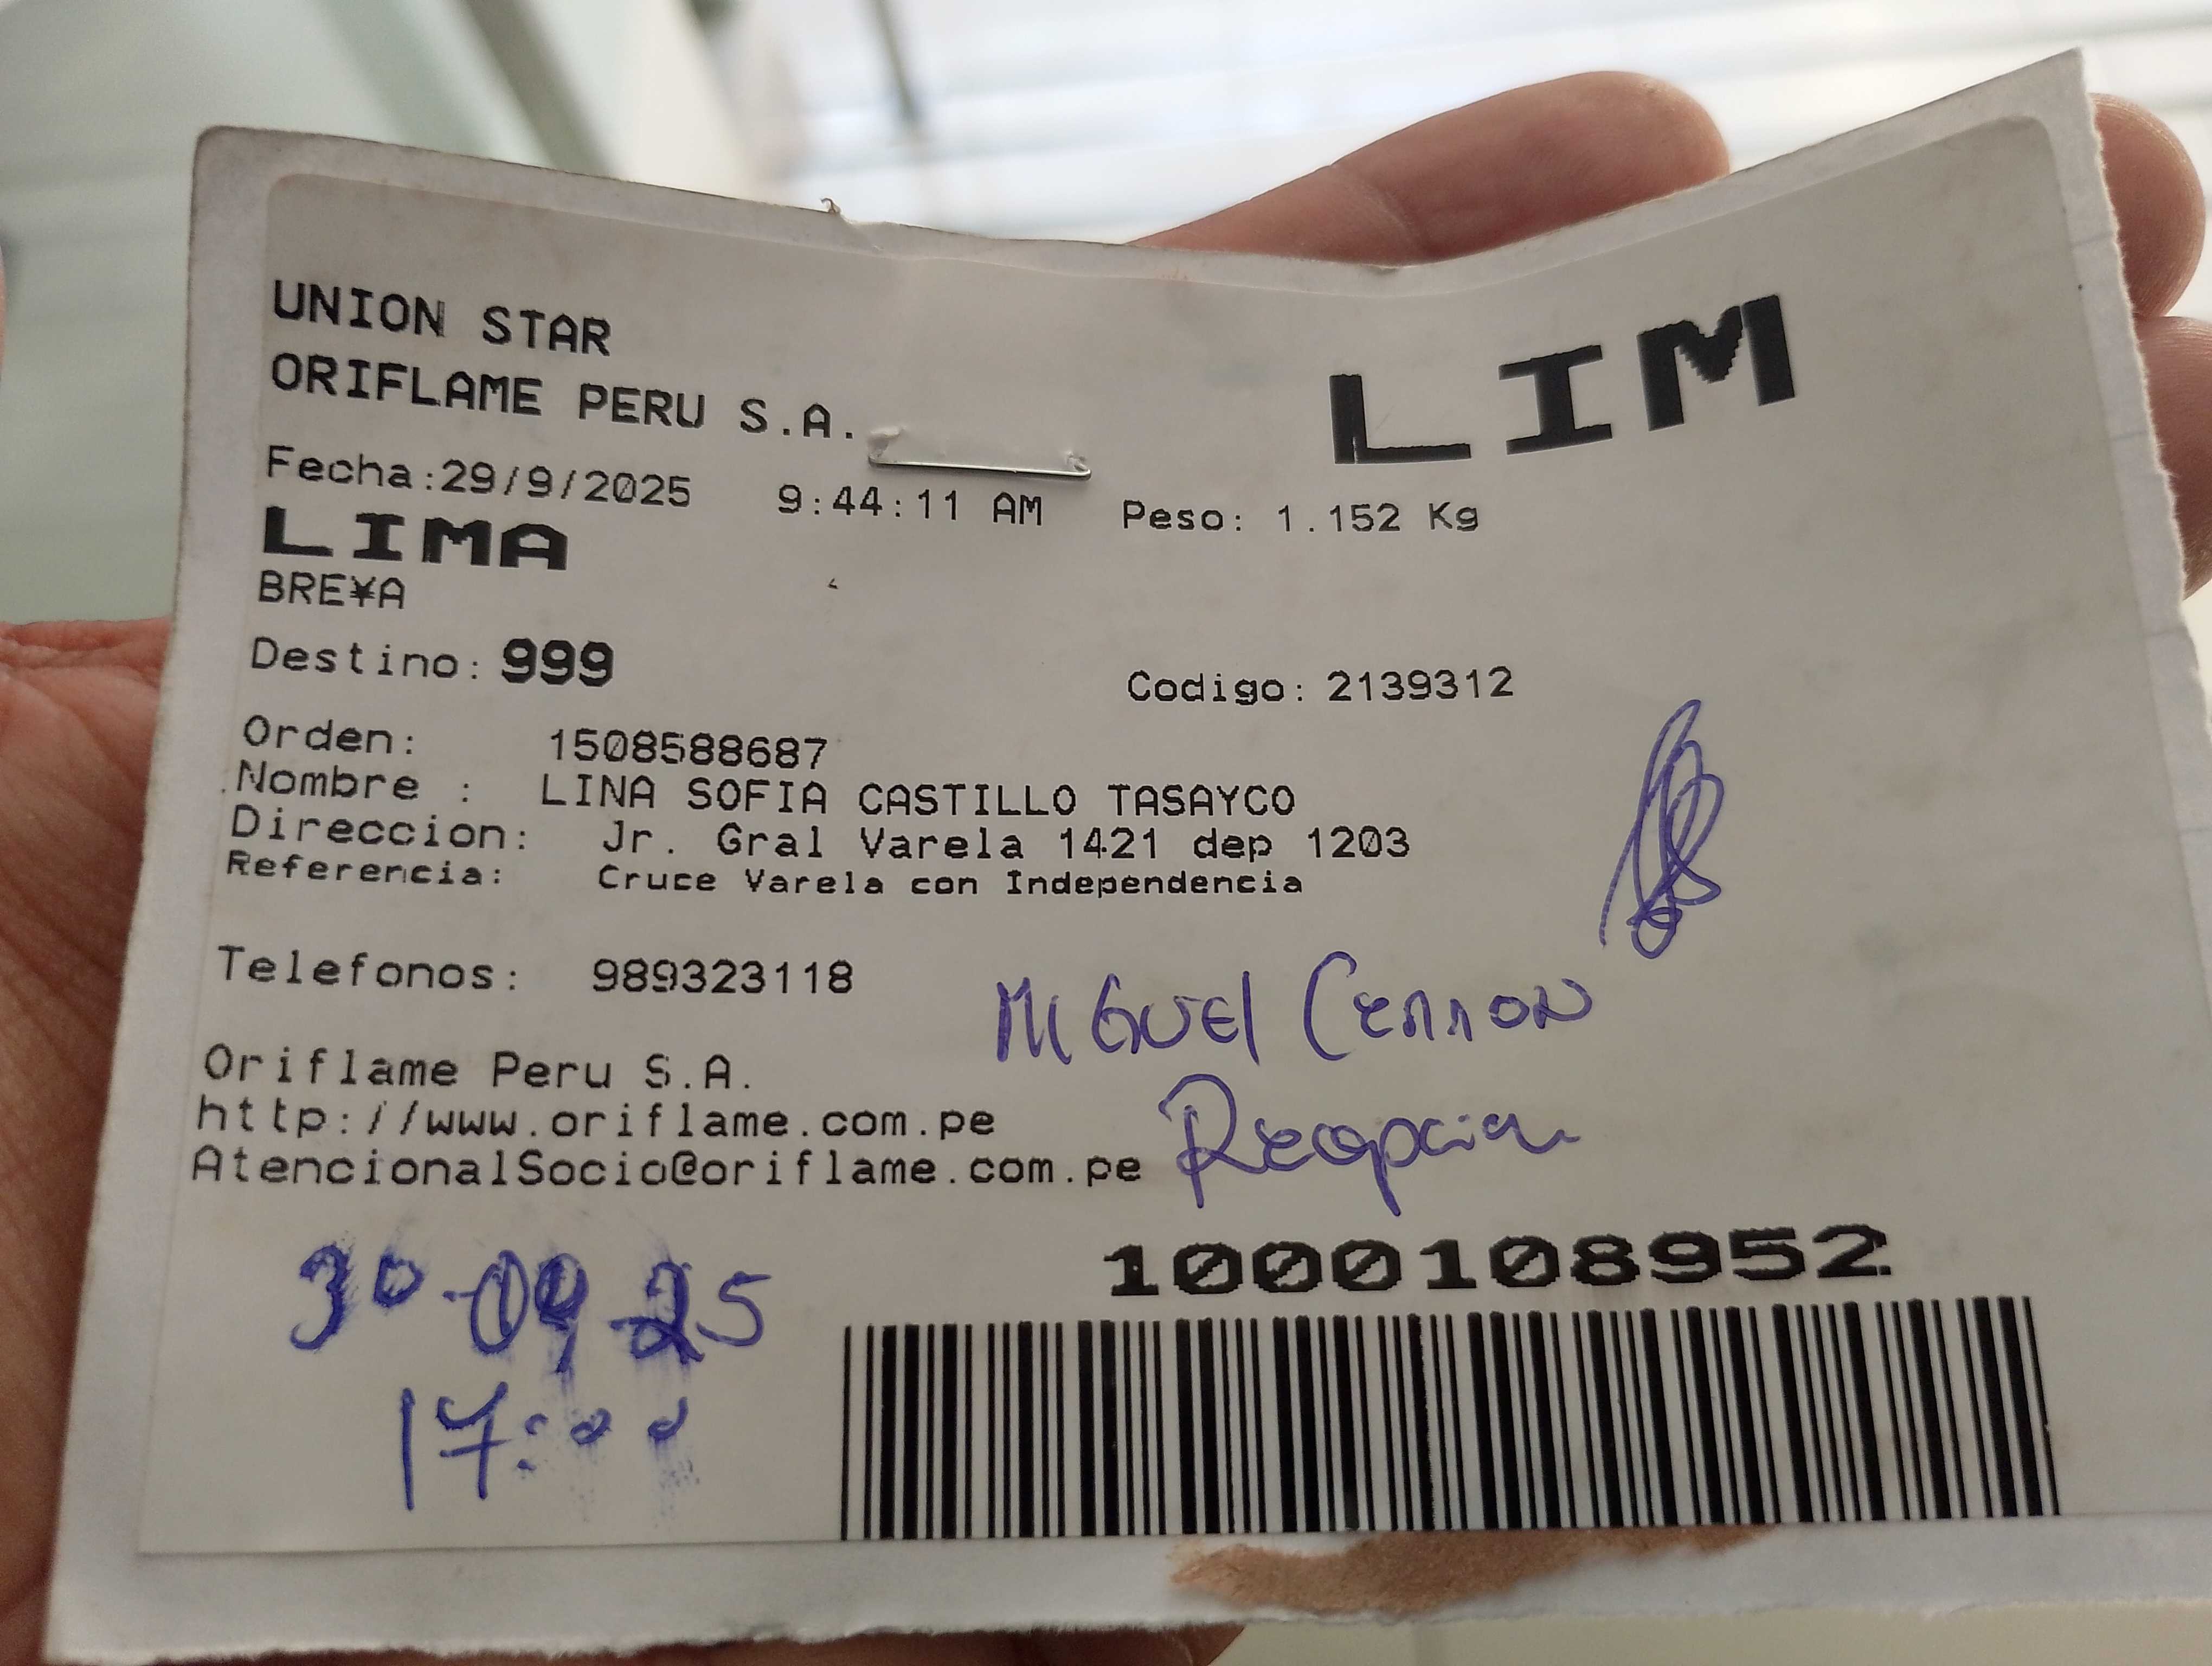 UNION STAR
ORIFLAME PERU S.A.
LIM
Fecha:29/9/2025 9:44:11 AM Peso: 1.152 Kg
LIMA
BRE¥A
Destino: 999 Codigo: 2139312
Orden: 1508588687
Nombre : LINA SOFIA CASTILLO TASAYCO
Direccion: Jr. Gral Varela 1421 dep 1203
Referencia: Cruce Varela con Independencia
Telefonos: 989323118
MIGUEL CERRON
Recepcion
Oriflame Peru S.A.
http://www.oriflame.com.pe
AtencionalSocio@oriflame.com.pe
30-09-25
17:00
1000108952